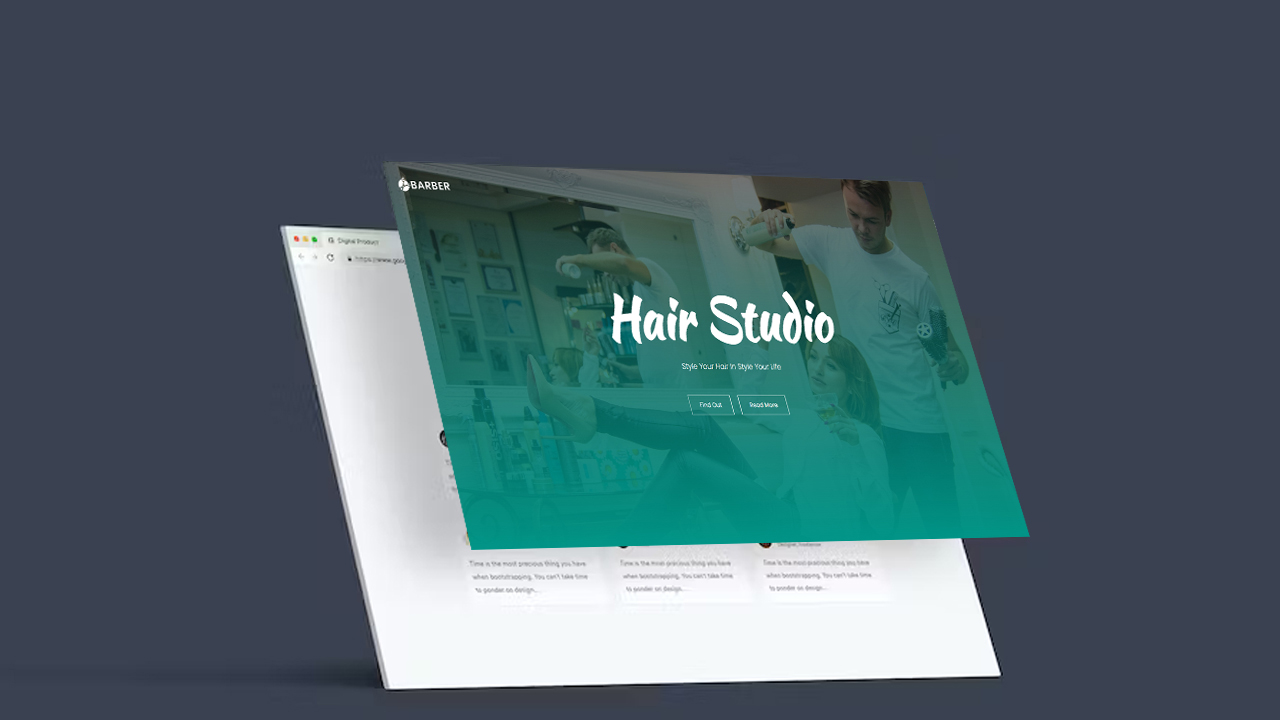 BARBER
Digital Product
https://www.goo
Hair Studio
Style Your Hair In Style Your Life
Find Out
Read More
Designer, Freelancer
Time is the most precious thing you have
when bootstrapping. You can't take time
to ponder on design...
Time is the most precious thing you have
when bootstrapping. You can't take time
to ponder on design...
Time is the most precious thing you have
when bootstrapping. You can't take time
to ponder on design...